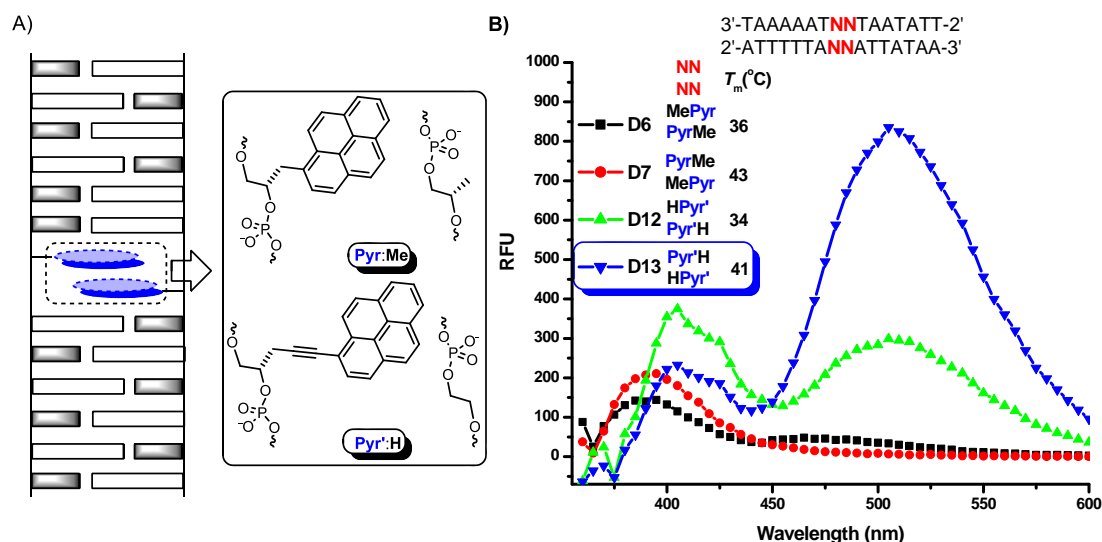 A)
Pyr:Me
Pyr':H
O
O
P
O
O⁻
O
O
O
O
P
O⁻
O
O
O
O
P
O
O⁻
O
O
O
O
P
O⁻
O
O
B)
3'-TAAAAATNNTAATATT-2'
2'-ATTTTTANNATTATAA-3'
NN
NN
Tm(°C)
D6 MePyr
PyrMe 36
D7 PyrMe
MePyr 43
D12 HPyr'
Pyr'H 34
D13 Pyr'H
HPyr' 41
RFU
1000
900
800
700
600
500
400
300
200
100
0
400 450 500 550 600
Wavelength (nm)